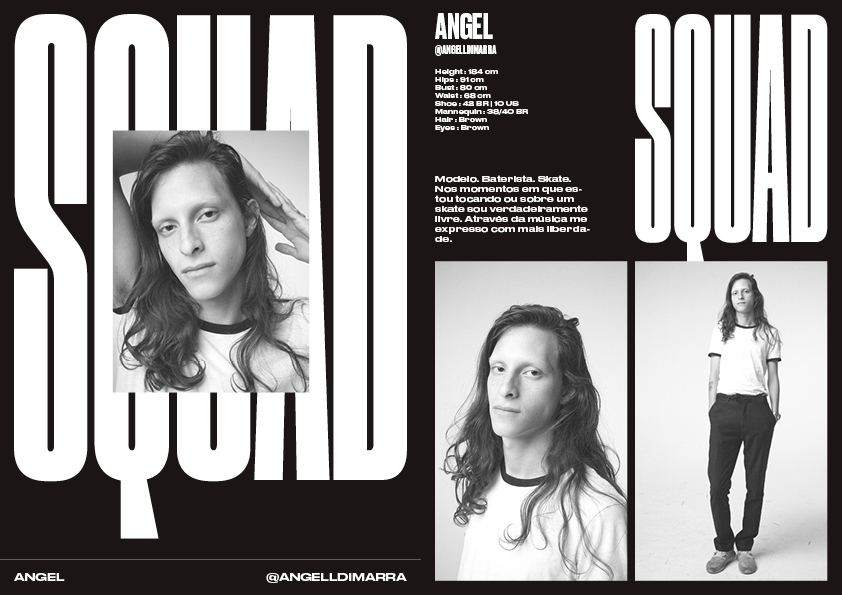 SQUAD
ANGEL
@ANGELLDIMARRA
ANGEL
@ANGELLDIMARRA
Height : 184 cm
Hips : 91 cm
Bust : 80 cm
Waist : 68 cm
Shoe : 42 BR | 10 US
Mannequin : 38/40 BR
Hair : Brown
Eyes : Brown
Modelo. Baterista. Skate.
Nos momentos em que es-
tou tocando ou sobre um
skate sou verdadeiramente
livre. Através da música me
expresso com mais liberda-
de.
SQUAD